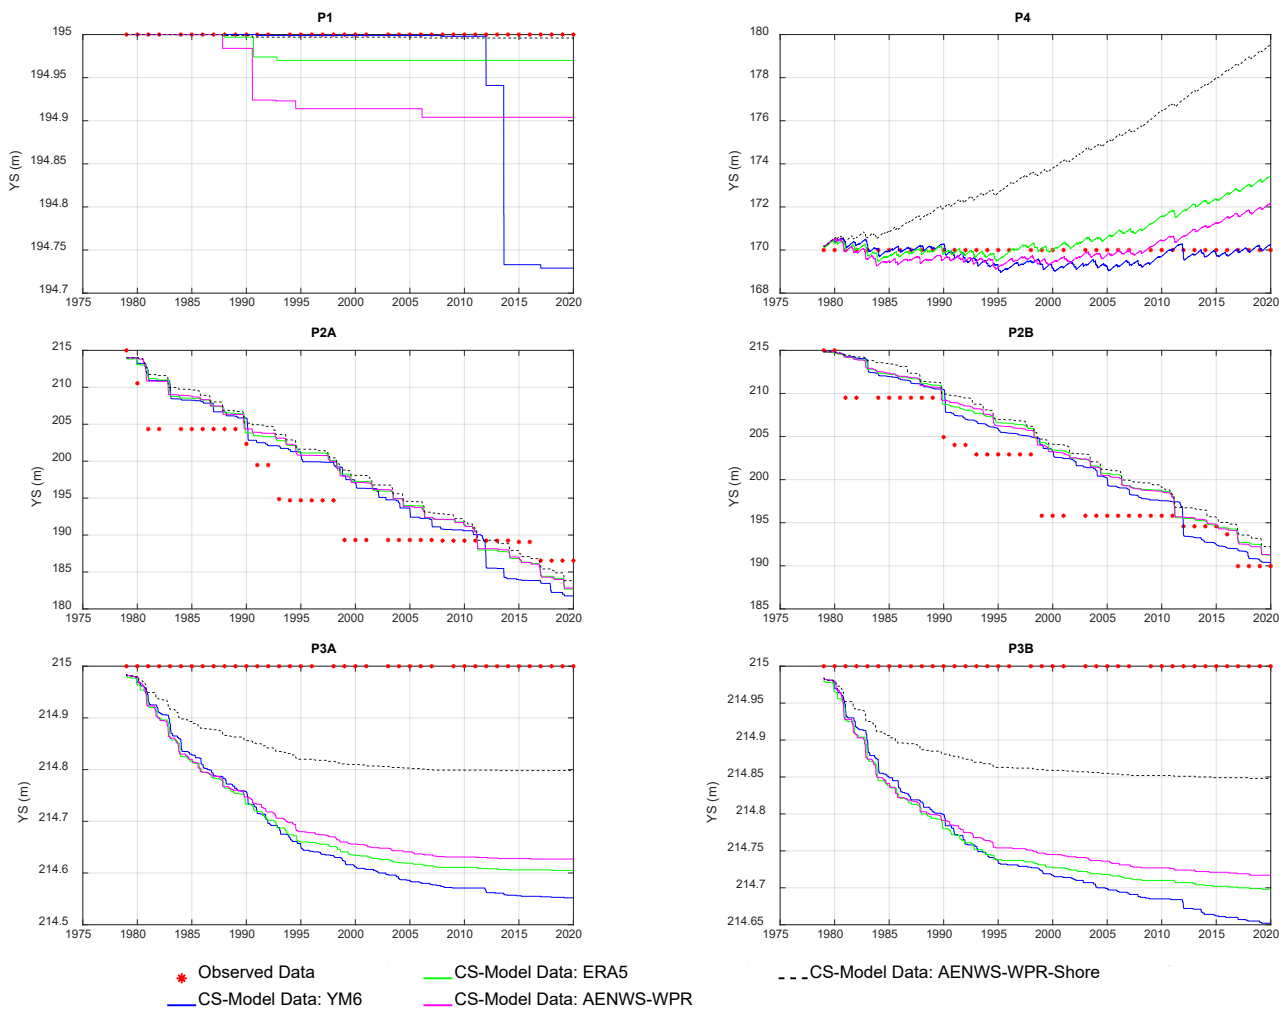 P1
195
194.95
194.9
194.85
194.8
194.75
194.7
YS (m)
1975 1980 1985 1990 1995 2000 2005 2010 2015 2020
P4
180
178
176
174
172
170
168
YS (m)
1975 1980 1985 1990 1995 2000 2005 2010 2015 2020
P2A
215
210
205
200
195
190
185
180
YS (m)
1975 1980 1985 1990 1995 2000 2005 2010 2015 2020
P2B
215
210
205
200
195
190
185
YS (m)
1975 1980 1985 1990 1995 2000 2005 2010 2015 2020
P3A
215
214.9
214.8
214.7
214.6
214.5
YS (m)
1975 1980 1985 1990 1995 2000 2005 2010 2015 2020
P3B
215
214.95
214.9
214.85
214.8
214.75
214.7
214.65
YS (m)
1975 1980 1985 1990 1995 2000 2005 2010 2015 2020
Observed Data CS-Model Data: ERA5 CS-Model Data: AENWS-WPR-Shore
CS-Model Data: YM6 CS-Model Data: AENWS-WPR